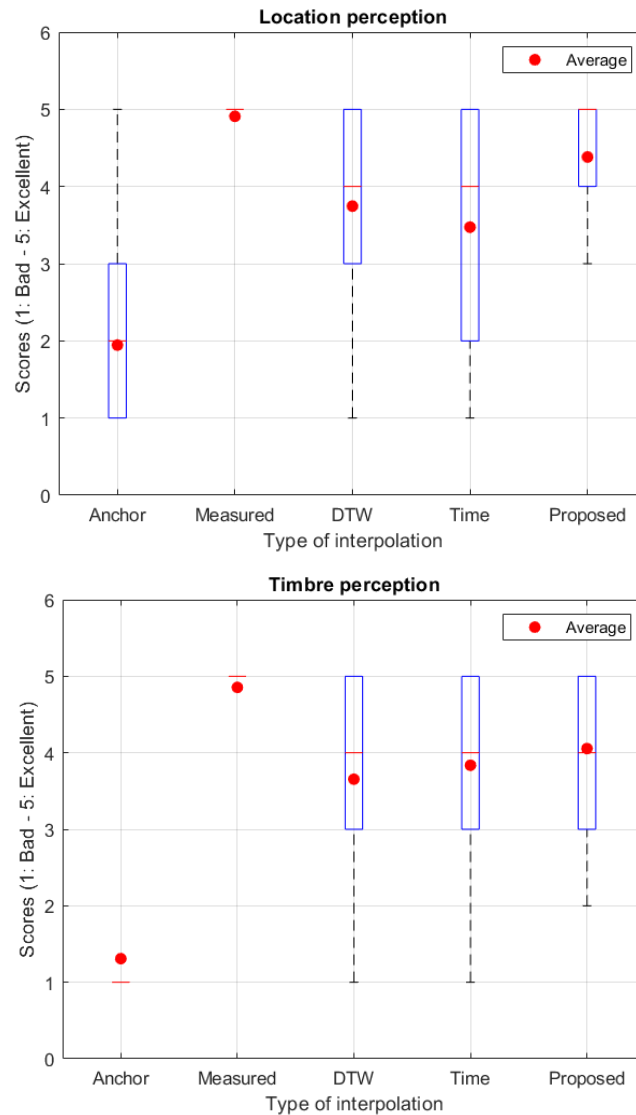 Location perception
6
5
4
3
2
1
0
Scores (1: Bad - 5: Excellent)
Average
Anchor Measured DTW Time Proposed
Type of interpolation
Timbre perception
6
5
4
3
2
1
0
Scores (1: Bad - 5: Excellent)
Average
Anchor Measured DTW Time Proposed
Type of interpolation